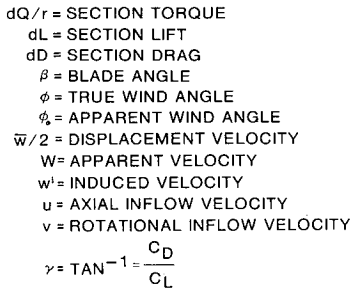 dQ/r = SECTION TORQUE
dL = SECTION LIFT
dD = SECTION DRAG
β = BLADE ANGLE
ϕ = TRUE WIND ANGLE
ϕₒ = APPARENT WIND ANGLE
w̅/2 = DISPLACEMENT VELOCITY
W = APPARENT VELOCITY
wⁱ = INDUCED VELOCITY
u = AXIAL INFLOW VELOCITY
v = ROTATIONAL INFLOW VELOCITY
γ = TAN⁻¹ = C_D / C_L